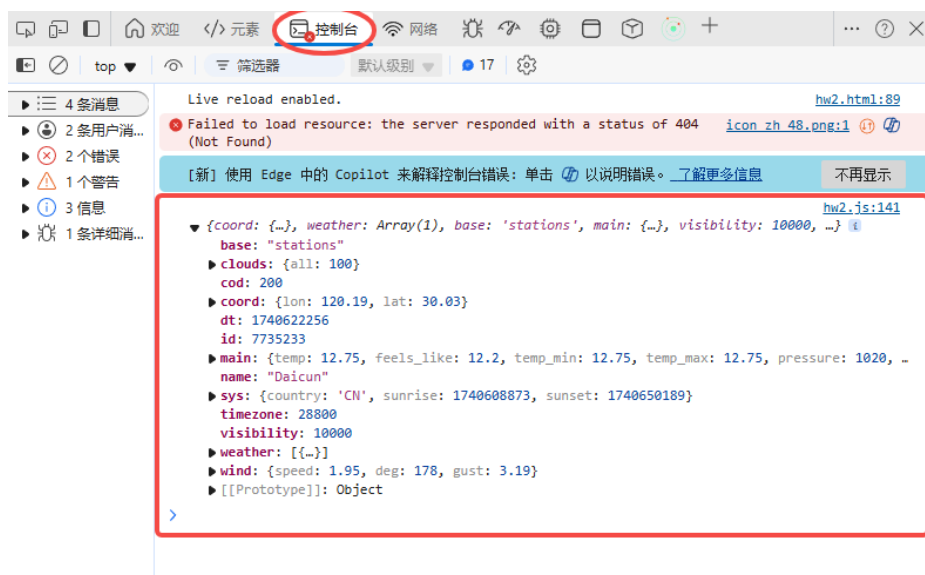 欢迎 </> 元素 控制台 网络
top 筛选器 默认级别 17
4 条消息
2 条用户消...
2 个错误
1 个警告
3 信息
1 条详细消...
Live reload enabled. hw2.html:89
Failed to load resource: the server responded with a status of 404 icon_zh_48.png:1
(Not Found)
[新] 使用 Edge 中的 Copilot 来解释控制台错误: 单击 以说明错误。 了解更多信息 不再显示
hw2.js:141
{coord: {…}, weather: Array(1), base: 'stations', main: {…}, visibility: 10000, …} i
base: "stations"
clouds: {all: 100}
cod: 200
coord: {lon: 120.19, lat: 30.03}
dt: 1740622256
id: 7735233
main: {temp: 12.75, feels_like: 12.2, temp_min: 12.75, temp_max: 12.75, pressure: 1020, …
name: "Daicun"
sys: {country: 'CN', sunrise: 1740608873, sunset: 1740650189}
timezone: 28800
visibility: 10000
weather: [{…}]
wind: {speed: 1.95, deg: 178, gust: 3.19}
[[Prototype]]: Object